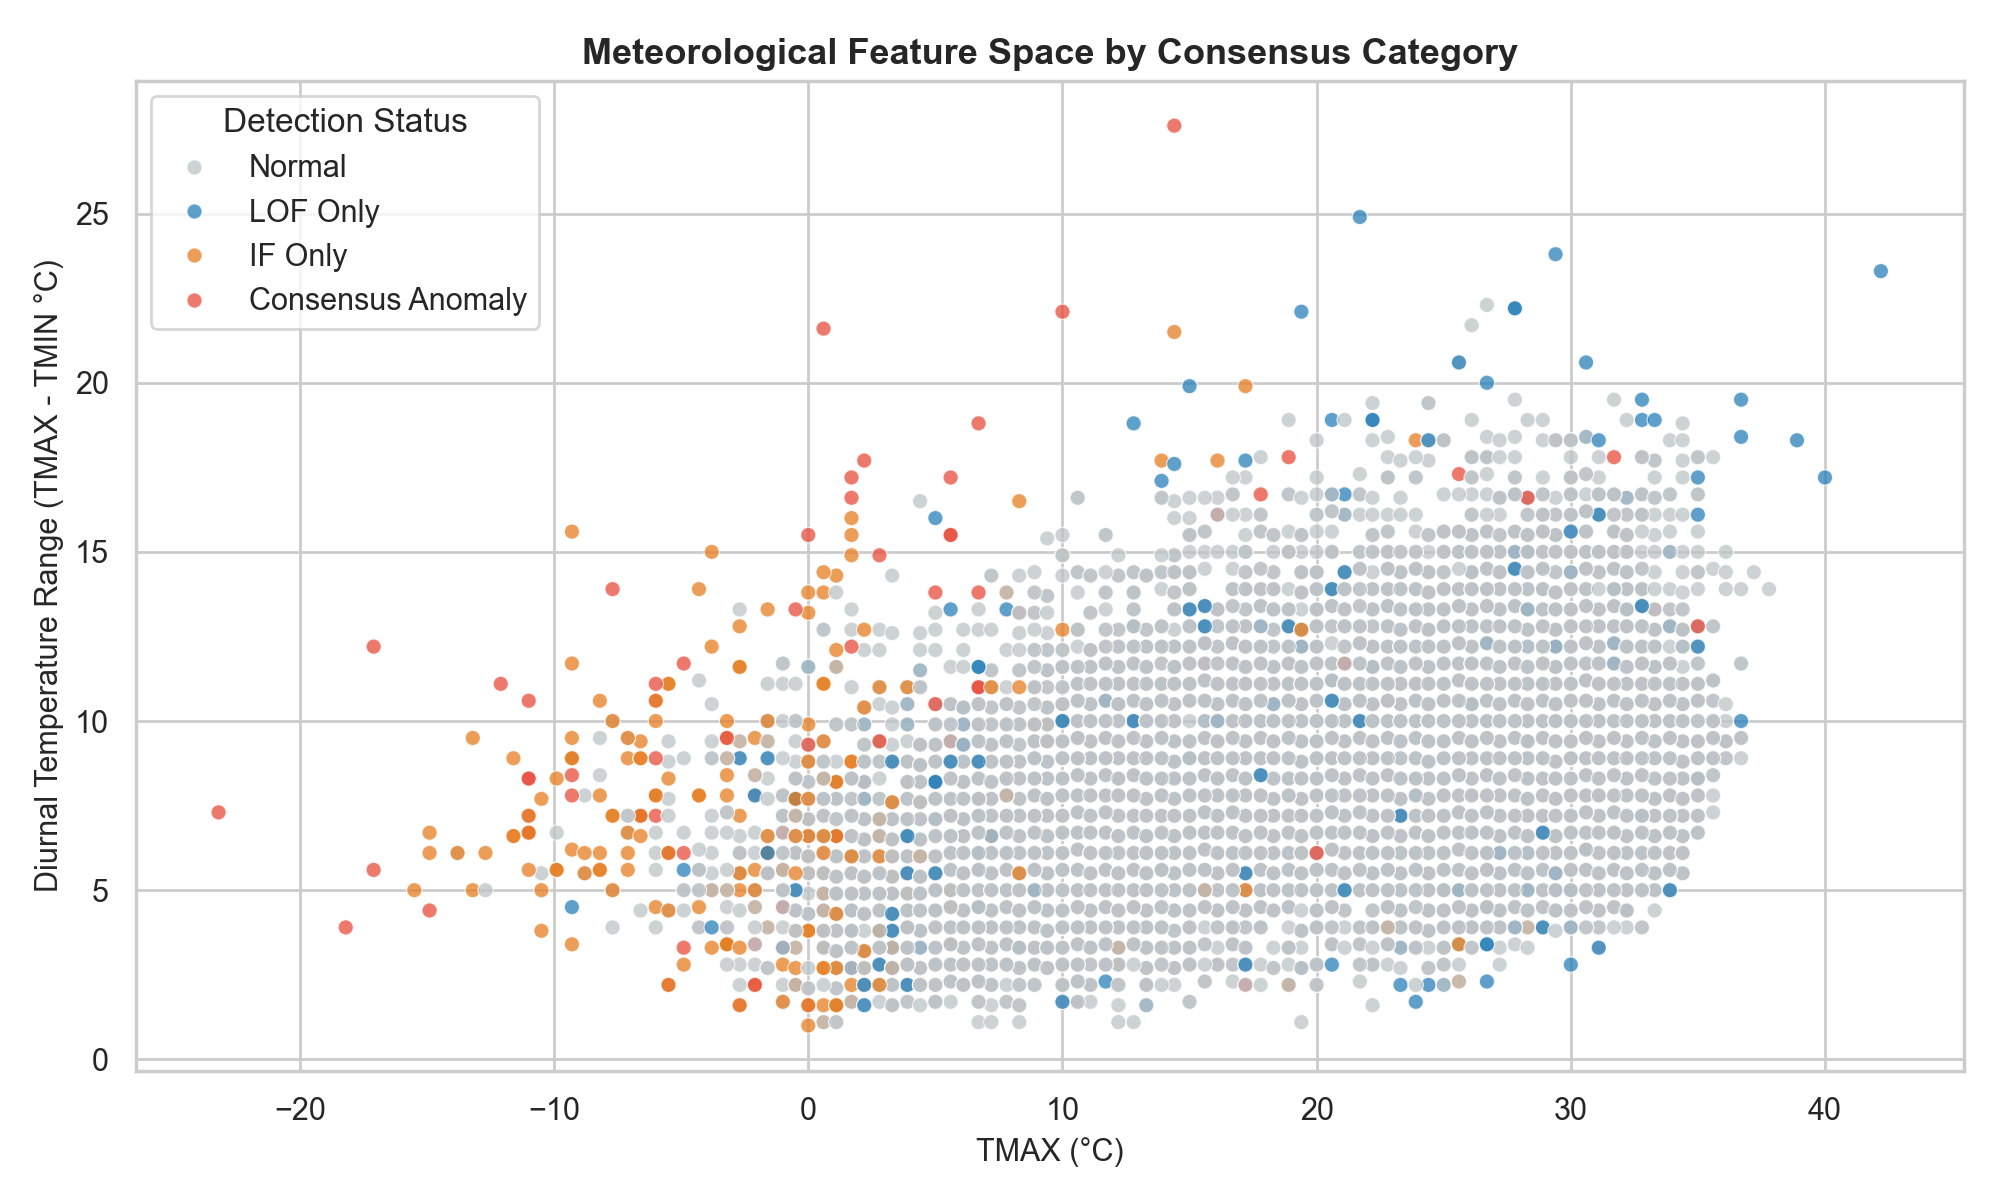 Meteorological Feature Space by Consensus Category
Detection Status
Normal
LOF Only
IF Only
Consensus Anomaly
Diurnal Temperature Range (TMAX - TMIN °C)
25
20
15
10
5
0
−20
−10
0
10
20
30
40
TMAX (°C)